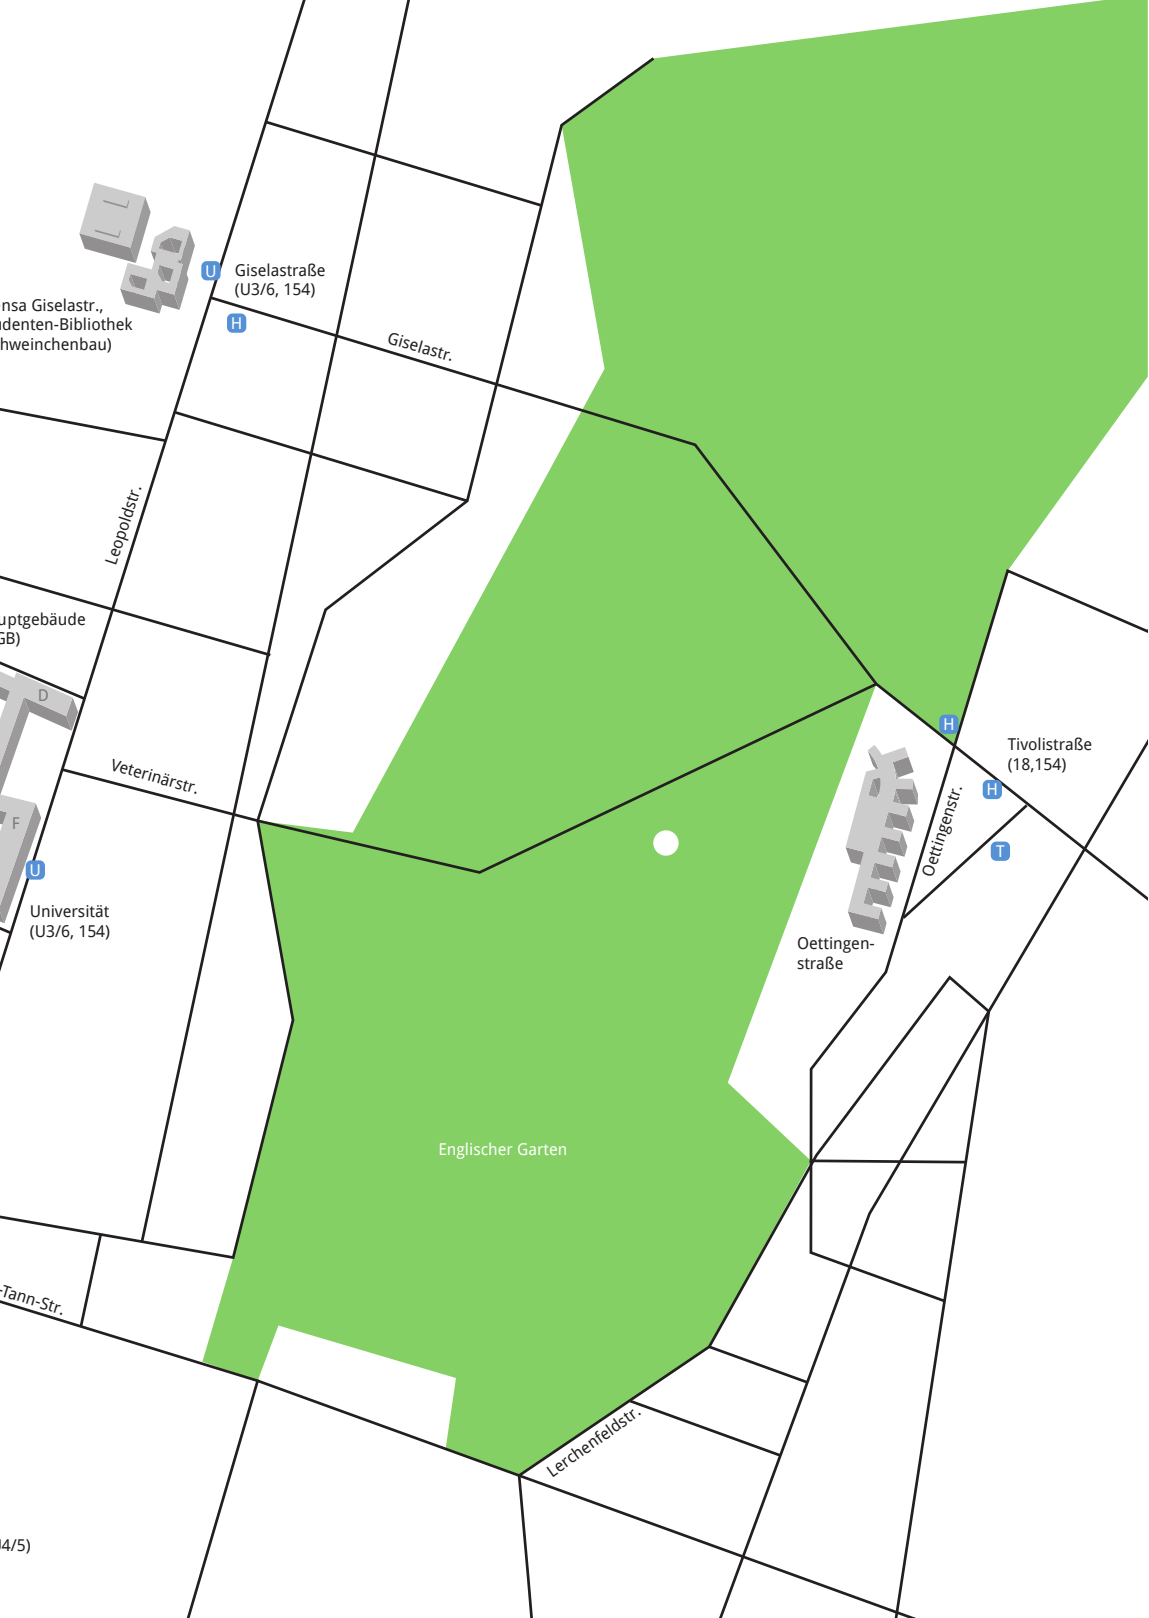 U
Giselastraße
(U3/6, 154)
H
nsa Giselastr.,
denten-Bibliothek
hweinchenbau)
Giselastr.
Leopoldstr.
uptgebäude
GB)
D
H
Tivolistraße
(18,154)
Veterinärstr.
H
Oettingenstr.
F
T
U
Universität
(U3/6, 154)
Oettingen-
straße
Englischer Garten
-Tann-Str.
Lerchenfeldstr.
4/5)